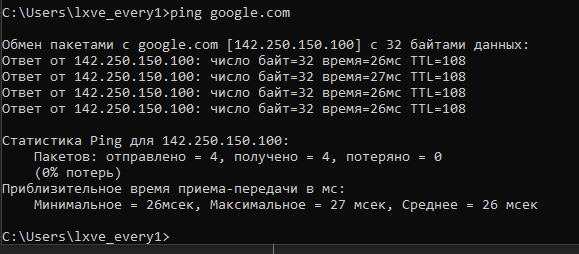 C:\Users\lxve_every1>ping google.com
Обмен пакетами с google.com [142.250.150.100] с 32 байтами данных:
Ответ от 142.250.150.100: число байт=32 время=26мс TTL=108
Ответ от 142.250.150.100: число байт=32 время=27мс TTL=108
Ответ от 142.250.150.100: число байт=32 время=26мс TTL=108
Ответ от 142.250.150.100: число байт=32 время=26мс TTL=108
Статистика Ping для 142.250.150.100:
Пакетов: отправлено = 4, получено = 4, потеряно = 0
(0% потерь)
Приблизительное время приема-передачи в мс:
Минимальное = 26мсек, Максимальное = 27 мсек, Среднее = 26 мсек
C:\Users\lxve_every1>